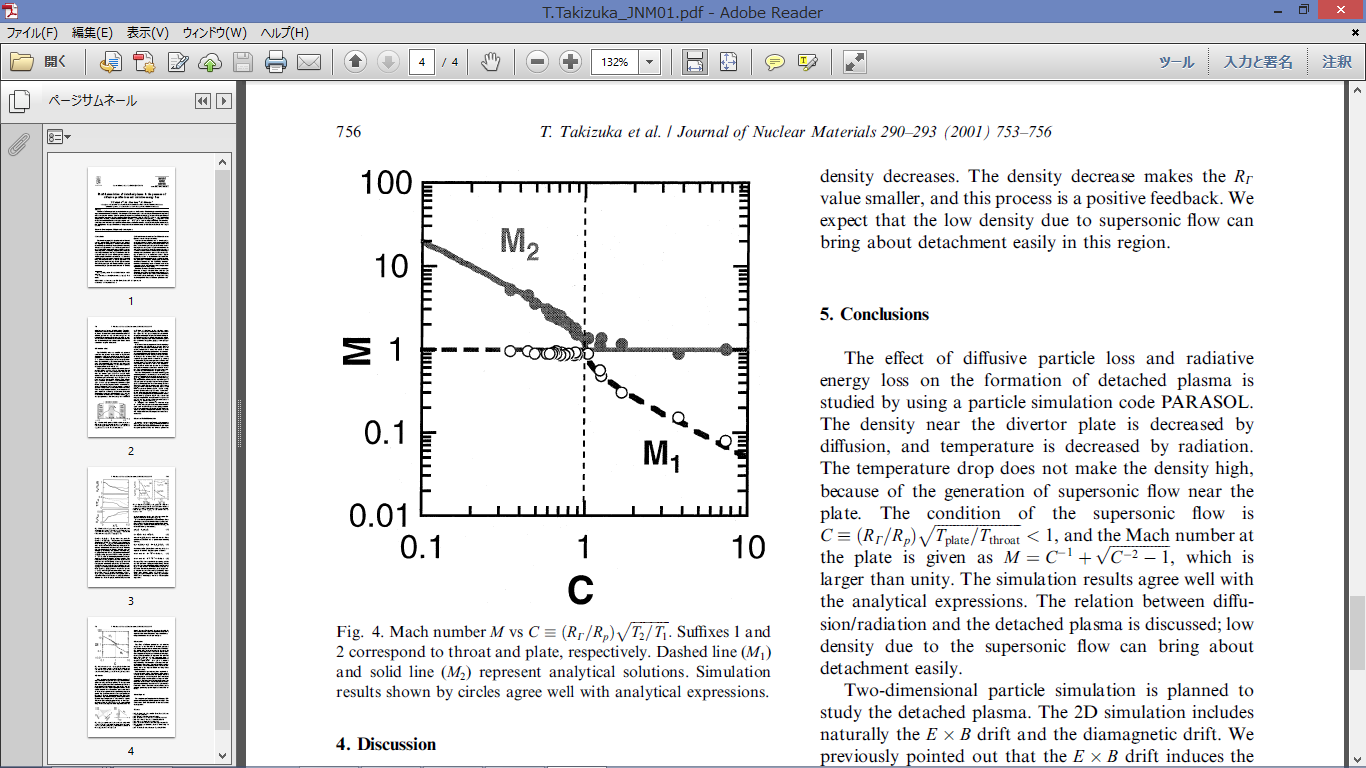 T.Takizuka_JNM01.pdf - Adobe Reader
ファイル(F) 編集(E) 表示(V) ウィンドウ(W) ヘルプ(H)
開く 4 / 4 132% ツール 入力と署名 注釈
ページサムネール
1
2
3
4
756 T. Takizuka et al. / Journal of Nuclear Materials 290–293 (2001) 753–756
100
10
1
0.1
0.01
M
M₂
M₁
0.1 1 10
C
Fig. 4. Mach number M vs C ≡ (R_Γ/R_p)√T₂/T₁. Suffixes 1 and
2 correspond to throat and plate, respectively. Dashed line (M₁)
and solid line (M₂) represent analytical solutions. Simulation
results shown by circles agree well with analytical expressions.
4. Discussion
density decreases. The density decrease makes the R_Γ
value smaller, and this process is a positive feedback. We
expect that the low density due to supersonic flow can
bring about detachment easily in this region.
5. Conclusions
The effect of diffusive particle loss and radiative
energy loss on the formation of detached plasma is
studied by using a particle simulation code PARASOL.
The density near the divertor plate is decreased by
diffusion, and temperature is decreased by radiation.
The temperature drop does not make the density high,
because of the generation of supersonic flow near the
plate. The condition of the supersonic flow is
C ≡ (R_Γ/R_p)√T_plate/T_throat < 1, and the Mach number at
the plate is given as M = C⁻¹ + √C⁻² − 1, which is
larger than unity. The simulation results agree well with
the analytical expressions. The relation between diffu-
sion/radiation and the detached plasma is discussed; low
density due to the supersonic flow can bring about
detachment easily.
Two-dimensional particle simulation is planned to
study the detached plasma. The 2D simulation includes
naturally the E × B drift and the diamagnetic drift. We
previously pointed out that the E × B drift induces the